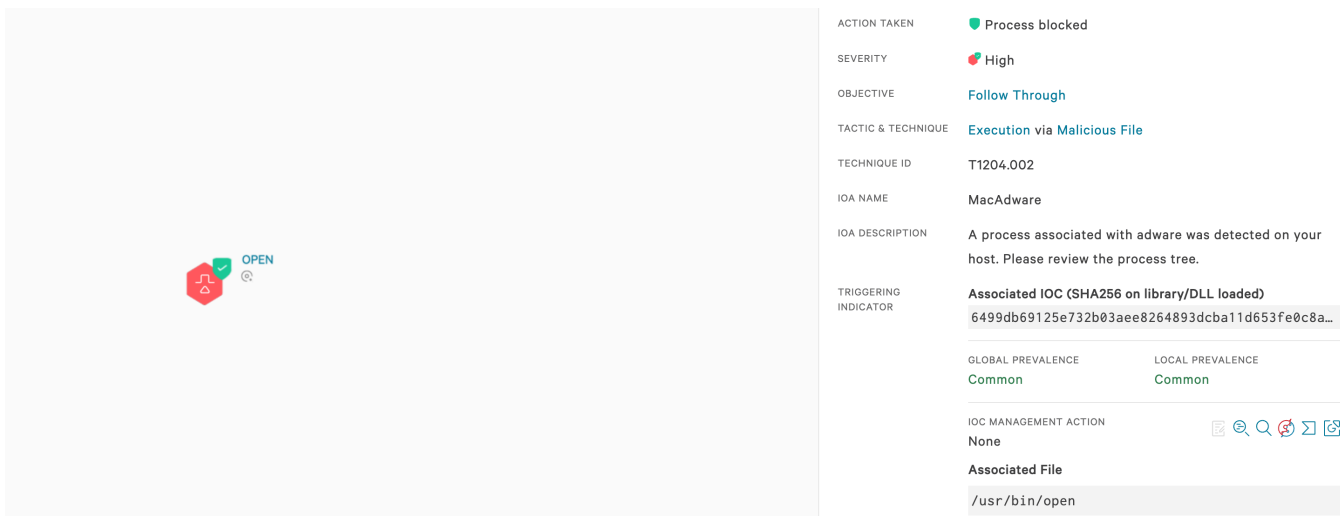 OPEN
ACTION TAKEN
Process blocked
SEVERITY
High
OBJECTIVE
Follow Through
TACTIC & TECHNIQUE
Execution via Malicious File
TECHNIQUE ID
T1204.002
IOA NAME
MacAdware
IOA DESCRIPTION
A process associated with adware was detected on your
host. Please review the process tree.
TRIGGERING
INDICATOR
Associated IOC (SHA256 on library/DLL loaded)
6499db69125e732b03aee8264893dcba11d653fe0c8a…
GLOBAL PREVALENCE
LOCAL PREVALENCE
Common
Common
IOC MANAGEMENT ACTION
None
Associated File
/usr/bin/open